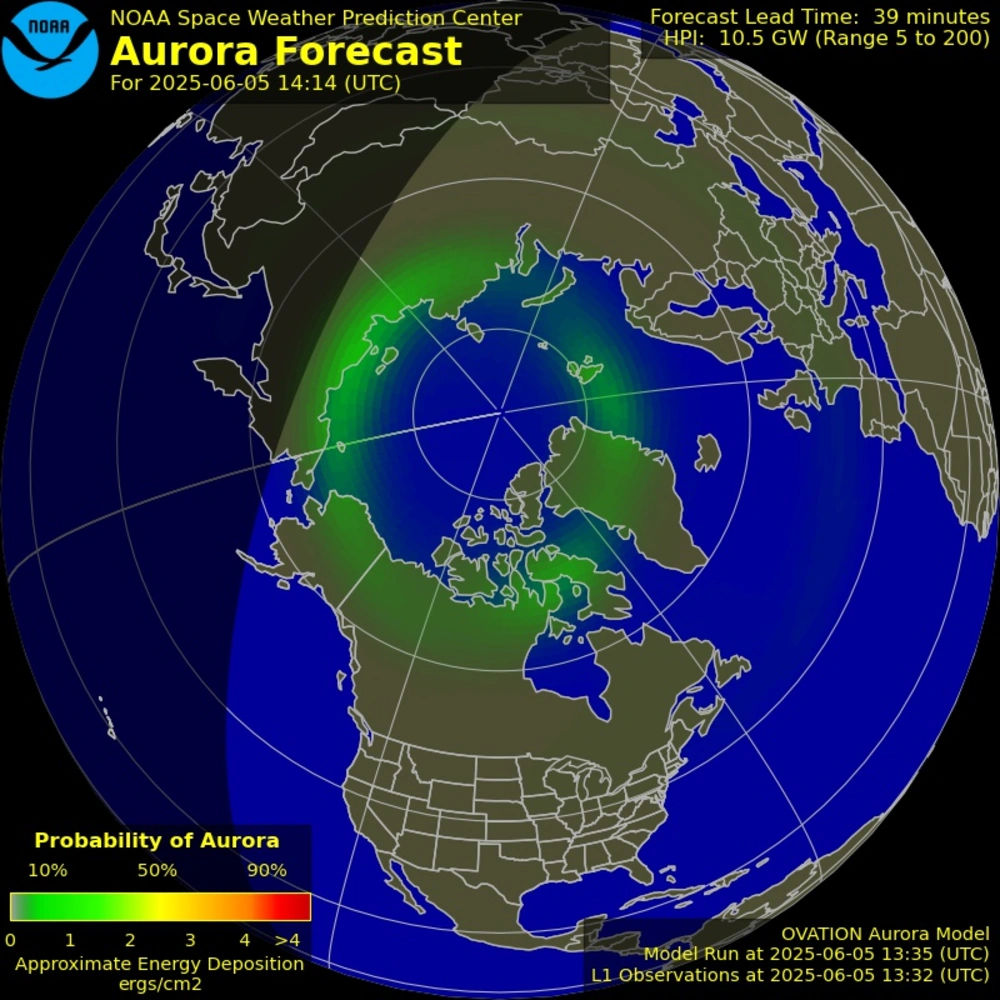 NOAA
NOAA Space Weather Prediction Center
Aurora Forecast
For 2025-06-05 14:14 (UTC)
Forecast Lead Time: 39 minutes
HPI: 10.5 GW (Range 5 to 200)
Probability of Aurora
10% 50% 90%
0 1 2 3 4 >4
Approximate Energy Deposition
ergs/cm2
OVATION Aurora Model
Model Run at 2025-06-05 13:35 (UTC)
L1 Observations at 2025-06-05 13:32 (UTC)